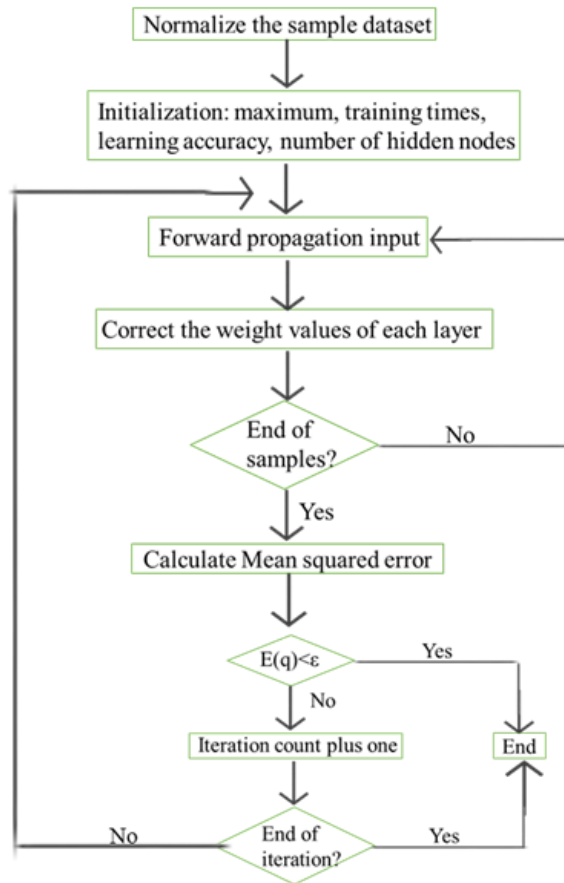 Normalize the sample dataset
Initialization: maximum, training times,
learning accuracy, number of hidden nodes
Forward propagation input
Correct the weight values of each layer
End of
samples?
No
Yes
Calculate Mean squared error
E(q)<ε
Yes
No
Iteration count plus one
End
No
End of
iteration?
Yes